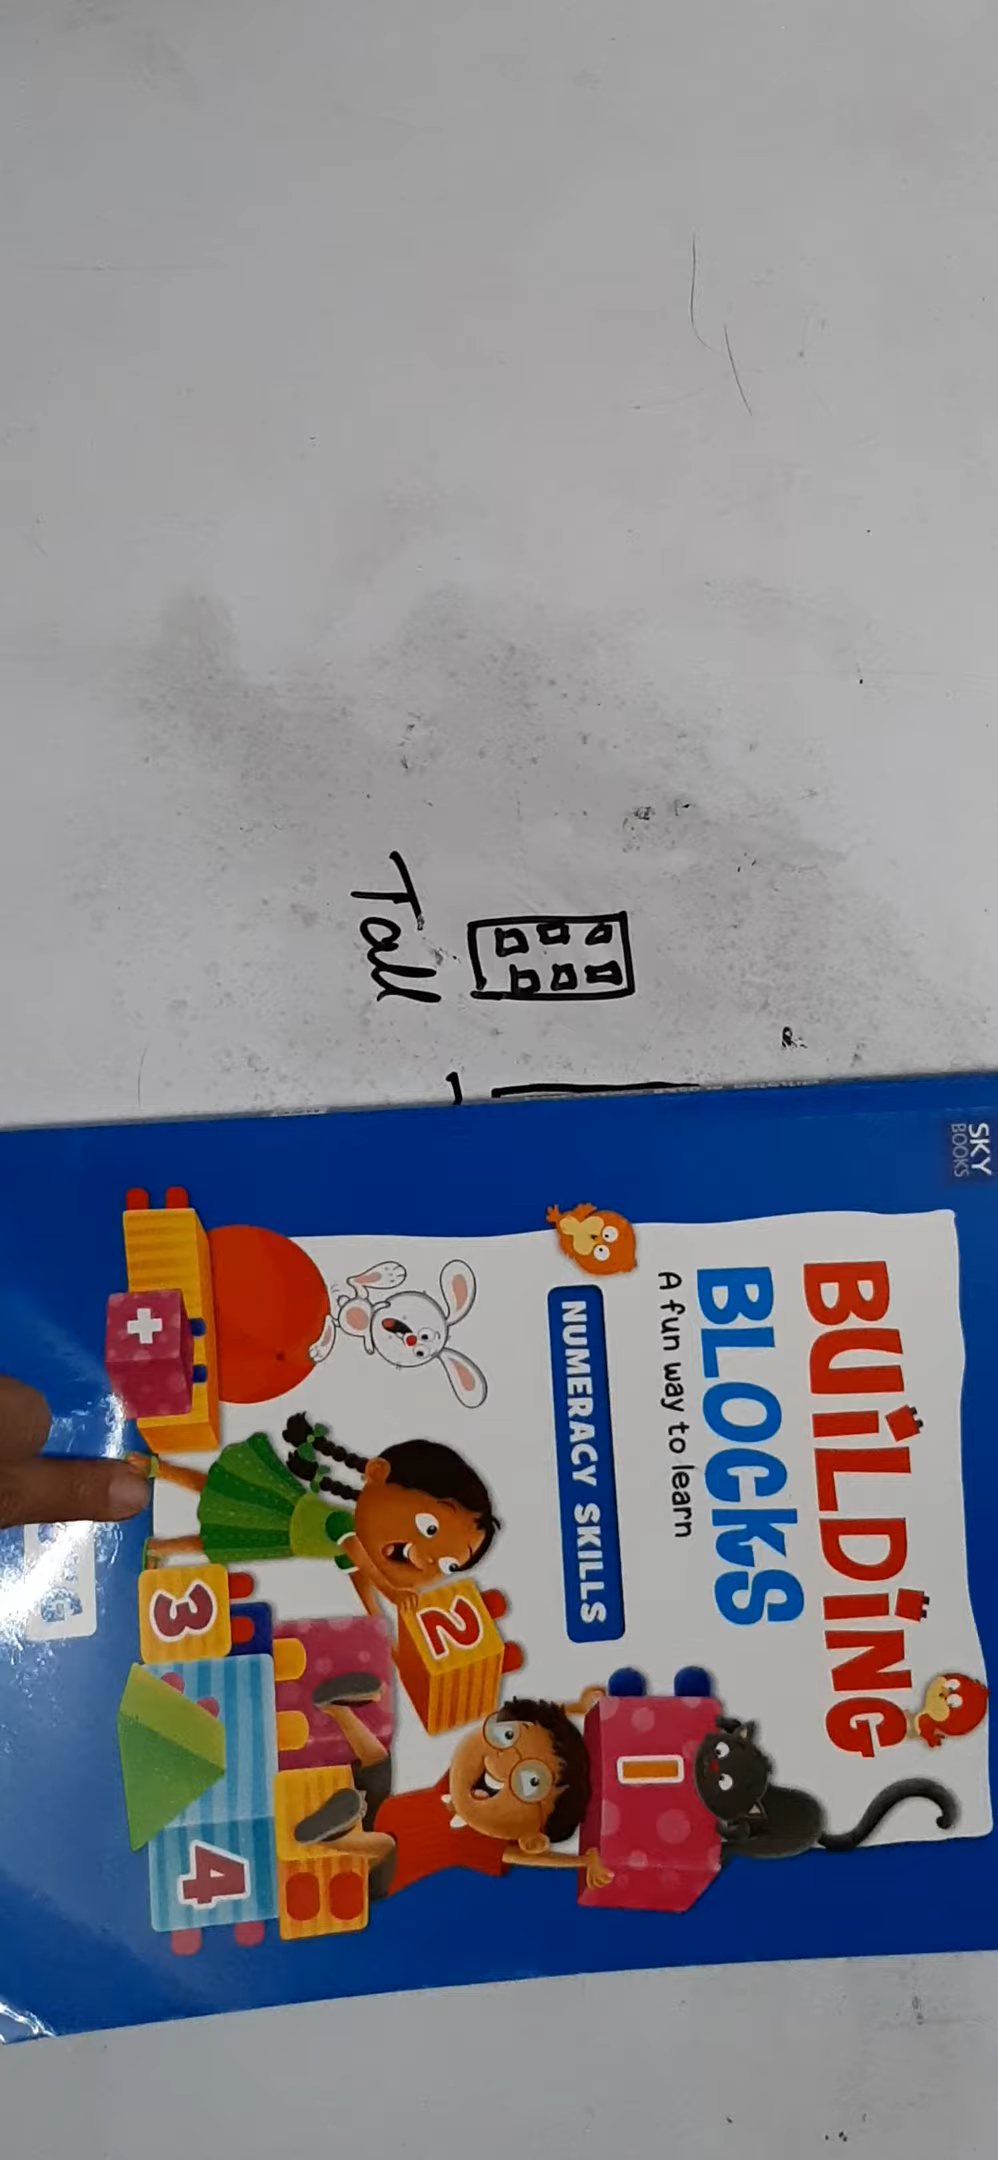 Tall
SKY
BOOKS
BUiLDiNG
BLOCKS
A fun way to learn
NUMERACY SKILLS
1
2
3
4
+